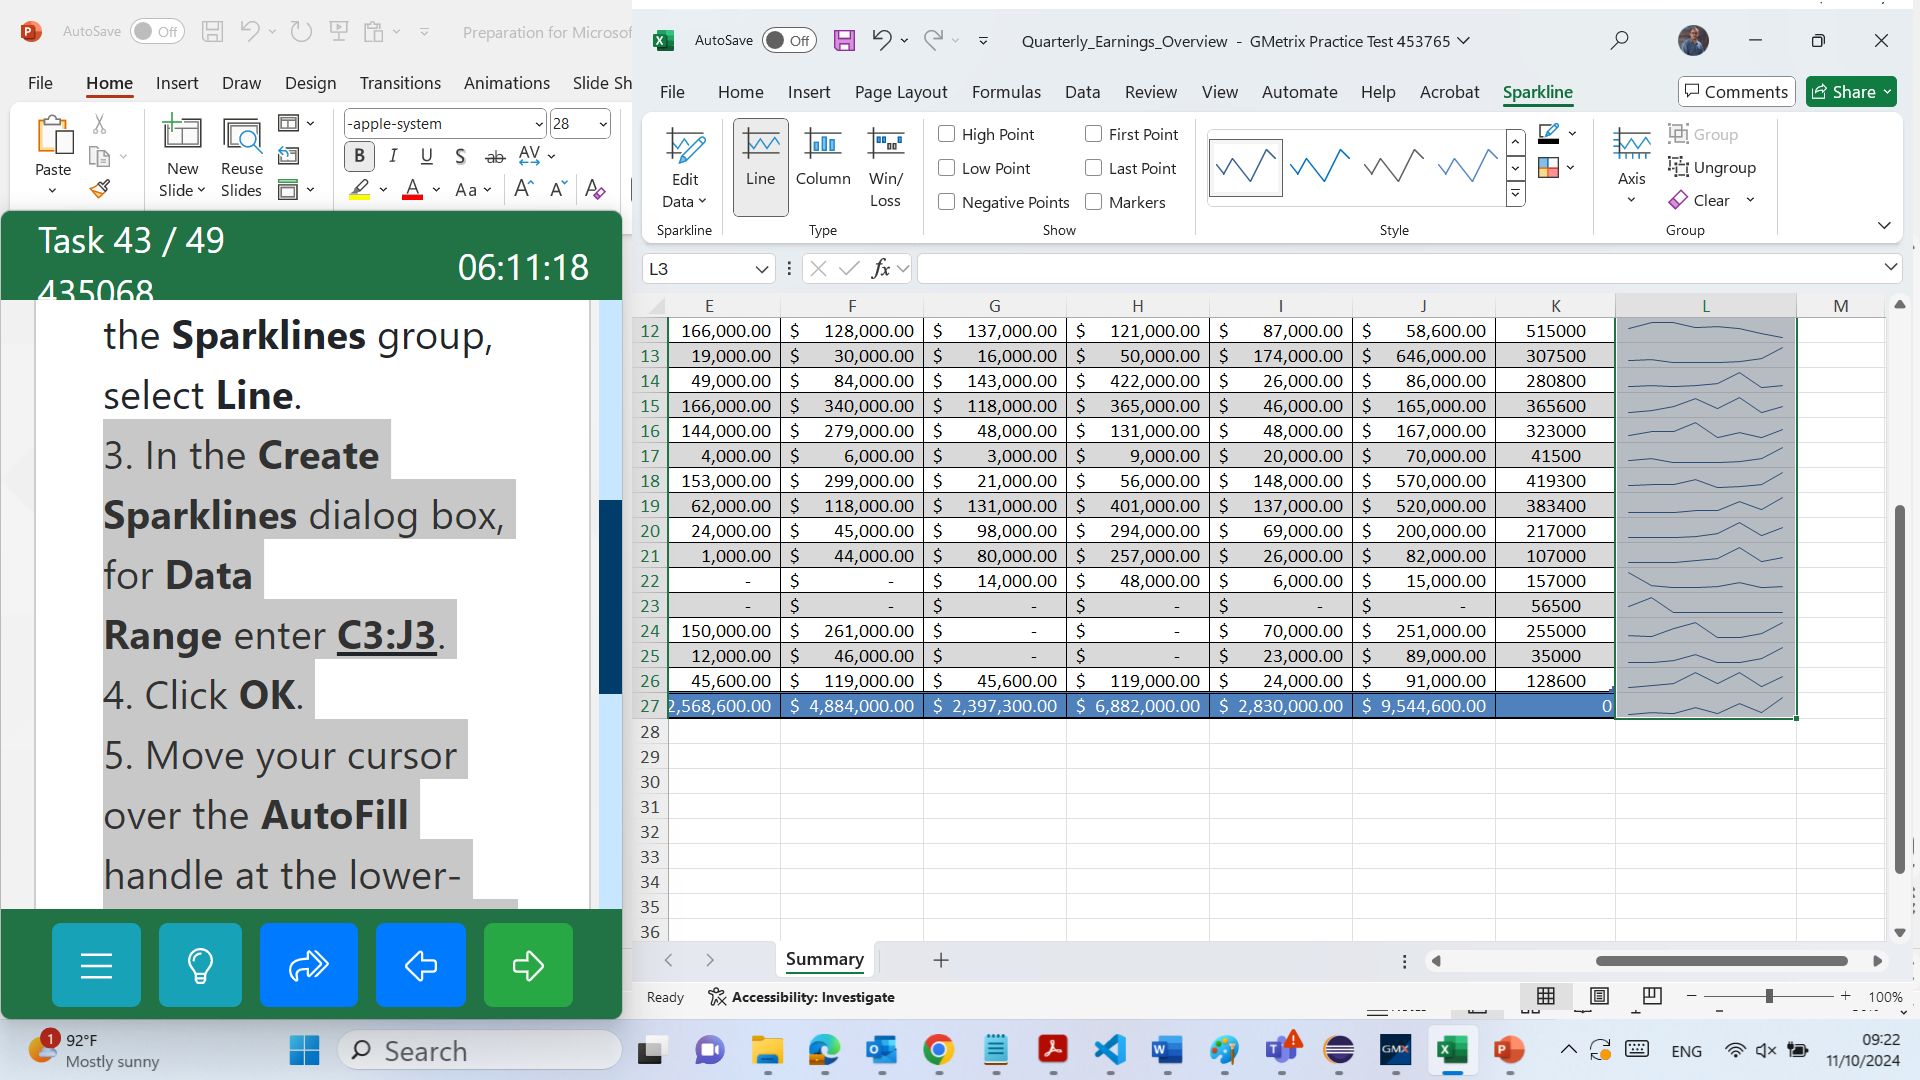 AutoSave Off Preparation for Microsof
File Home Insert Draw Design Transitions Animations Slide Sh
Paste
New Slide
Reuse Slides
-apple-system 28
B I U S ab AV
A Aa A A
Task 43 / 49
435068
06:11:18
the Sparklines group,
select Line.
3. In the Create
Sparklines dialog box,
for Data
Range enter C3:J3.
4. Click OK.
5. Move your cursor
over the AutoFill
handle at the lower-
AutoSave Off Quarterly_Earnings_Overview - GMetrix Practice Test 453765
File Home Insert Page Layout Formulas Data Review View Automate Help Acrobat Sparkline Comments Share
Edit Data
Line
Column
Win/ Loss
High Point First Point
Low Point Last Point
Negative Points Markers
Axis
Group
Ungroup
Clear
Sparkline Type Show Style Group
L3 fx
E F G H I J K L M
12 166,000.00 $ 128,000.00 $ 137,000.00 $ 121,000.00 $ 87,000.00 $ 58,600.00 515000
13 19,000.00 $ 30,000.00 $ 16,000.00 $ 50,000.00 $ 174,000.00 $ 646,000.00 307500
14 49,000.00 $ 84,000.00 $ 143,000.00 $ 422,000.00 $ 26,000.00 $ 86,000.00 280800
15 166,000.00 $ 340,000.00 $ 118,000.00 $ 365,000.00 $ 46,000.00 $ 165,000.00 365600
16 144,000.00 $ 279,000.00 $ 48,000.00 $ 131,000.00 $ 48,000.00 $ 167,000.00 323000
17 4,000.00 $ 6,000.00 $ 3,000.00 $ 9,000.00 $ 20,000.00 $ 70,000.00 41500
18 153,000.00 $ 299,000.00 $ 21,000.00 $ 56,000.00 $ 148,000.00 $ 570,000.00 419300
19 62,000.00 $ 118,000.00 $ 131,000.00 $ 401,000.00 $ 137,000.00 $ 520,000.00 383400
20 24,000.00 $ 45,000.00 $ 98,000.00 $ 294,000.00 $ 69,000.00 $ 200,000.00 217000
21 1,000.00 $ 44,000.00 $ 80,000.00 $ 257,000.00 $ 26,000.00 $ 82,000.00 107000
22 - $ - $ 14,000.00 $ 48,000.00 $ 6,000.00 $ 15,000.00 157000
23 - $ - $ - $ - $ - $ - 56500
24 150,000.00 $ 261,000.00 $ - $ - $ 70,000.00 $ 251,000.00 255000
25 12,000.00 $ 46,000.00 $ - $ - $ 23,000.00 $ 89,000.00 35000
26 45,600.00 $ 119,000.00 $ 45,600.00 $ 119,000.00 $ 24,000.00 $ 91,000.00 128600
27 2,568,600.00 $ 4,884,000.00 $ 2,397,300.00 $ 6,882,000.00 $ 2,830,000.00 $ 9,544,600.00 0
28
29
30
31
32
33
34
35
36
Summary
Ready Accessibility: Investigate 100%
1 92°F
Mostly sunny
Search
GMX
ENG
09:22
11/10/2024